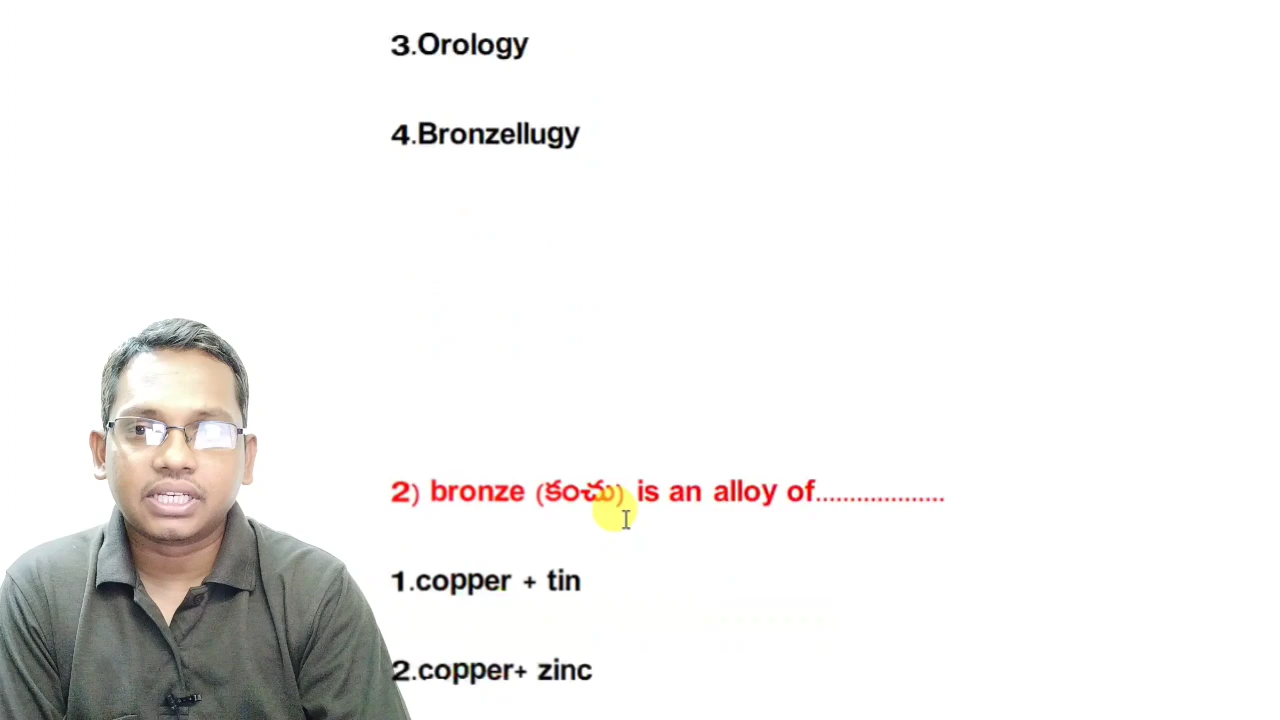 3.Orology
4.Bronzellugy
2) bronze (కంచు) is an alloy of...................
1.copper + tin
2.copper+ zinc